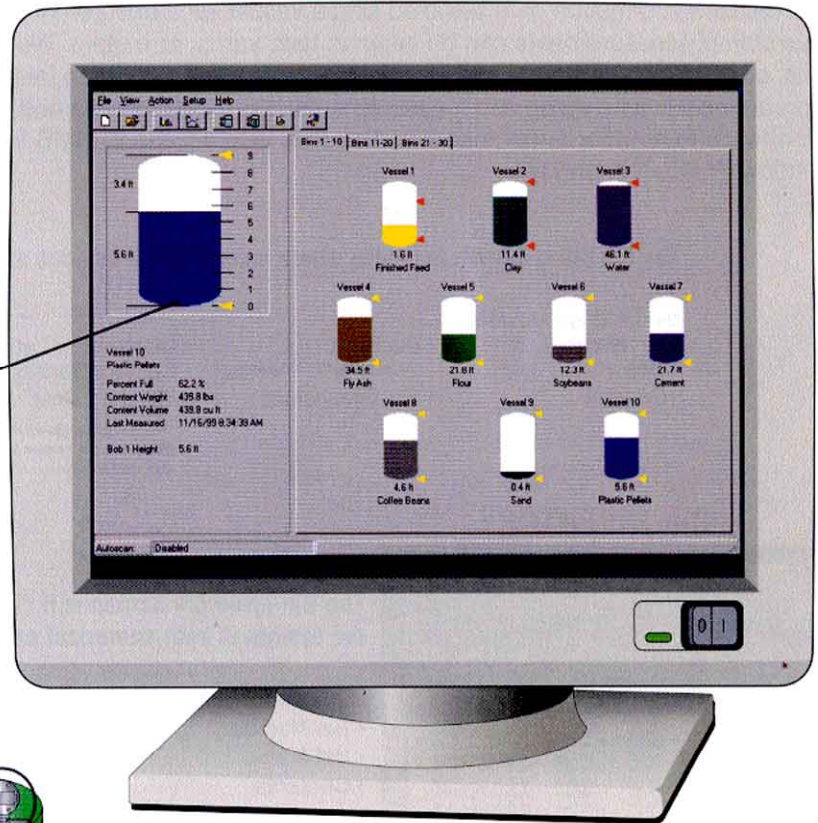 File View Action Setup Help
Bins 1 - 10 Bins 11-20 Bins 21 - 30
9
8
7
6
5
4
3
2
1
0
3.4 ft
5.6 ft
Vessel 10
Plastic Pellets
Percent Full 62.2 %
Content Weight 439.8 lbs
Content Volume 439.9 cu ft
Last Measured 11/16/99 8:34:39 AM
Bob 1 Height 5.6 ft
Vessel 1 Vessel 2 Vessel 3
1.6 ft 11.4 ft 46.1 ft
Finished Feed Clay Water
Vessel 4 Vessel 5 Vessel 6 Vessel 7
34.5 ft 21.8 ft 12.3 ft 21.7 ft
Fly Ash Flour Soybeans Cement
Vessel 8 Vessel 9 Vessel 10
4.6 ft 0.4 ft 5.6 ft
Coffee Beans Sand Plastic Pellets
Autoscan: Disabled
0 I